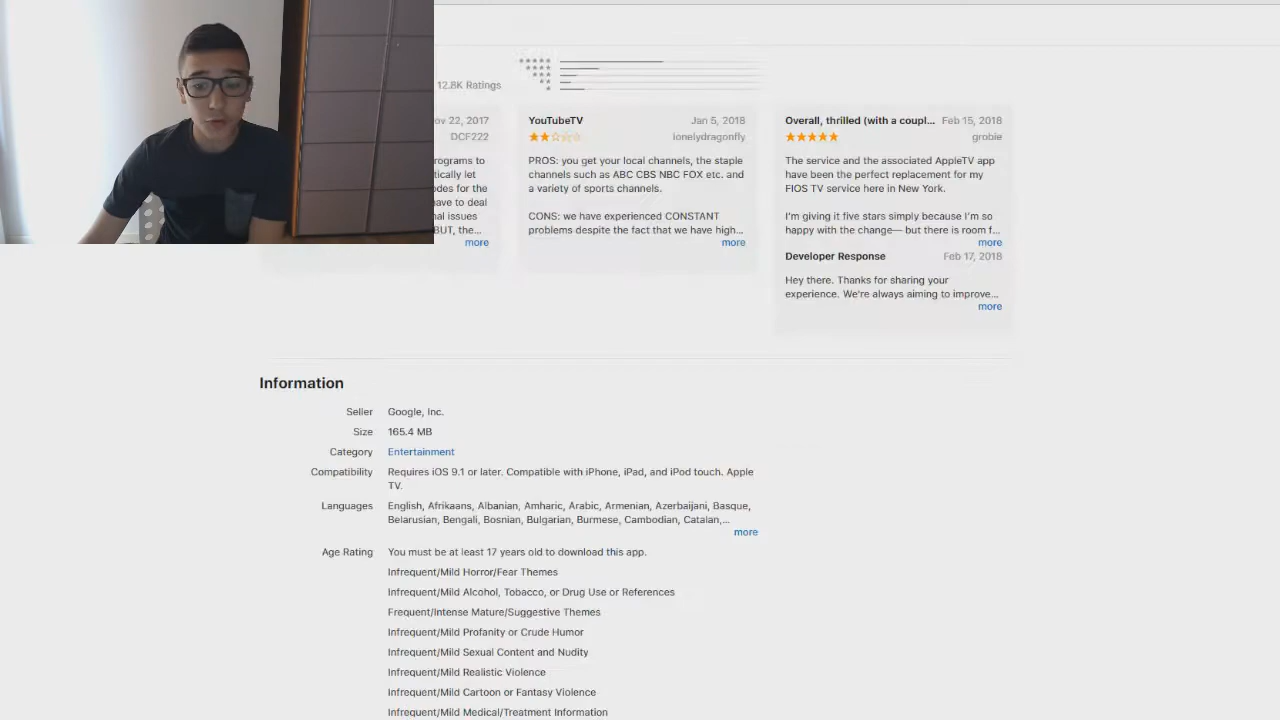 12.8K Ratings
ov 22, 2017
DCF222
rograms to
tically let
odes for the
ave to deal
nal issues
BUT, the...
more
YouTubeTV Jan 5, 2018
lonelydragonfly
PROS: you get your local channels, the staple
channels such as ABC CBS NBC FOX etc. and
a variety of sports channels.
CONS: we have experienced CONSTANT
problems despite the fact that we have high...
more
Overall, thrilled (with a coupl... Feb 15, 2018
groble
The service and the associated AppleTV app
have been the perfect replacement for my
FIOS TV service here in New York.
I'm giving it five stars simply because I'm so
happy with the change— but there is room f...
more
Developer Response Feb 17, 2018
Hey there. Thanks for sharing your
experience. We're always aiming to improve...
more
Information
Seller Google, Inc.
Size 165.4 MB
Category Entertainment
Compatibility Requires iOS 9.1 or later. Compatible with iPhone, iPad, and iPod touch. Apple
TV.
Languages English, Afrikaans, Albanian, Amharic, Arabic, Armenian, Azerbaijani, Basque,
Belarusian, Bengali, Bosnian, Bulgarian, Burmese, Cambodian, Catalan,...
more
Age Rating You must be at least 17 years old to download this app.
Infrequent/Mild Horror/Fear Themes
Infrequent/Mild Alcohol, Tobacco, or Drug Use or References
Frequent/Intense Mature/Suggestive Themes
Infrequent/Mild Profanity or Crude Humor
Infrequent/Mild Sexual Content and Nudity
Infrequent/Mild Realistic Violence
Infrequent/Mild Cartoon or Fantasy Violence
Infrequent/Mild Medical/Treatment Information